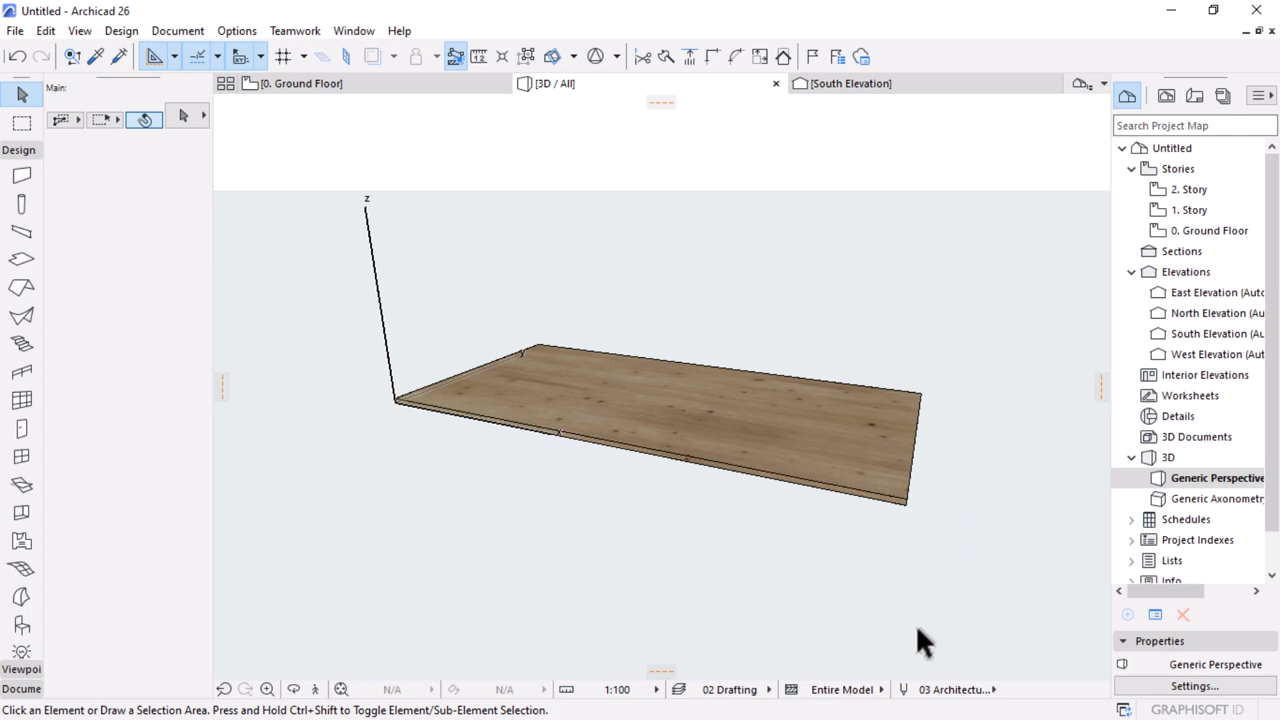 Untitled - Archicad 26
File Edit View Design Document Options Teamwork Window Help
[0. Ground Floor] [3D / All] [South Elevation]
Main:
Design
Search Project Map
Untitled
Stories
2. Story
1. Story
0. Ground Floor
Sections
Elevations
East Elevation (Auto
North Elevation (Au
South Elevation (Aut
West Elevation (Aut
Interior Elevations
Worksheets
Details
3D Documents
3D
Generic Perspective
Generic Axonometr
Schedules
Project Indexes
Lists
Info
z
y
x
Properties
Generic Perspective
Settings...
Viewpoi
Docume
N/A N/A 1:100 02 Drafting Entire Model 03 Architectu...
Click an Element or Draw a Selection Area. Press and Hold Ctrl+Shift to Toggle Element/Sub-Element Selection.
GRAPHISOFT ID